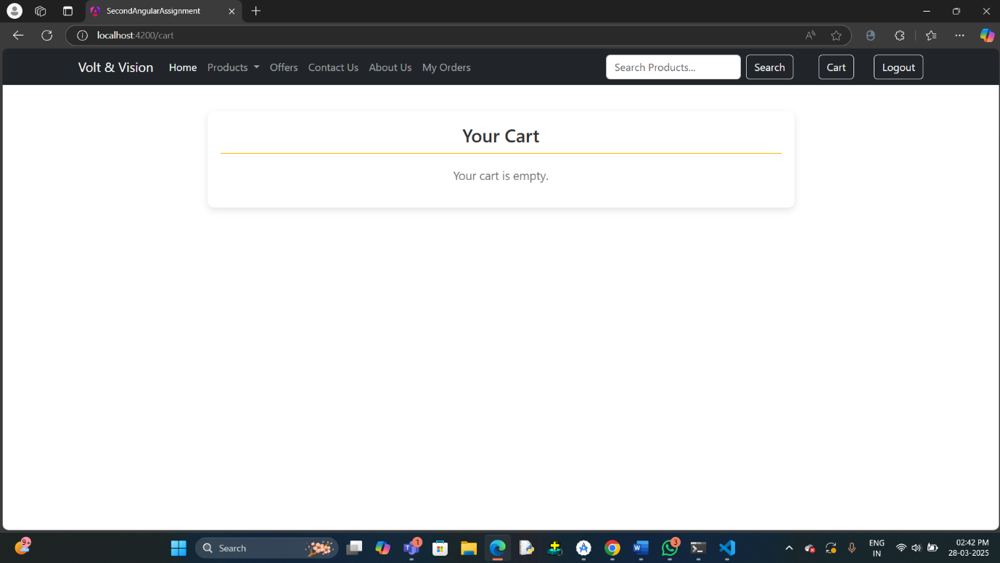 SecondAngularAssignment
localhost:4200/cart
Volt & Vision Home Products Offers Contact Us About Us My Orders Search Products... Search Cart Logout
Your Cart
Your cart is empty.
9+ Search 1 3 ENG 02:42 PM
IN 28-03-2025